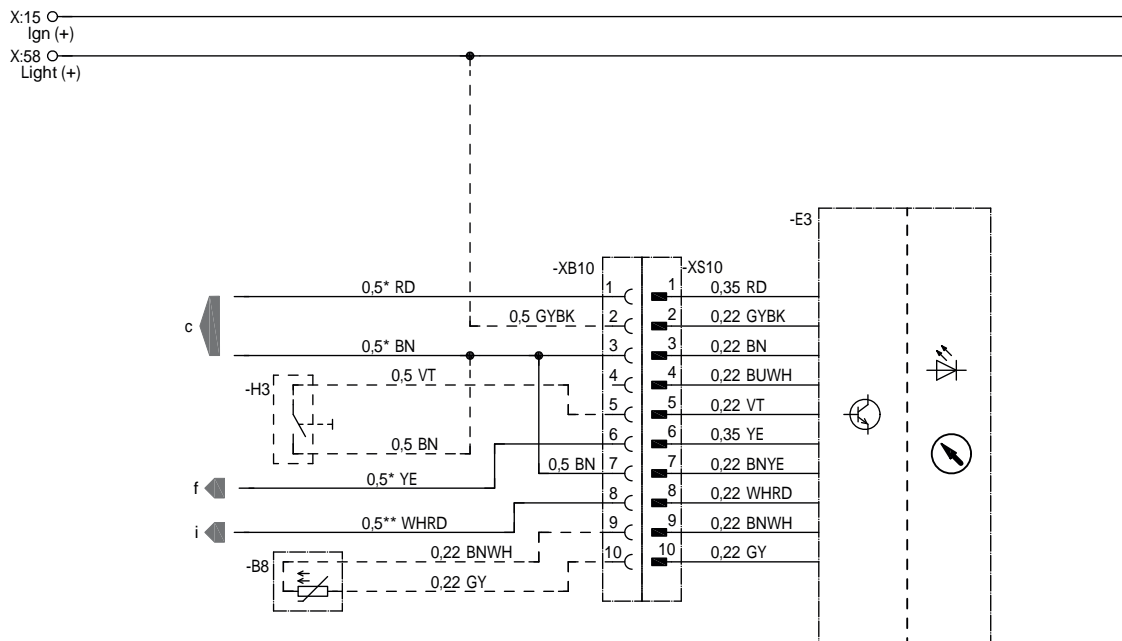 X:15
Ign (+)
X:58
Light (+)
-E3
-XB10
-XS10
0,5* RD 1 1 0,35 RD
0,5 GYBK 2 2 0,22 GYBK
c
0,5* BN 3 3 0,22 BN
-H3
0,5 VT 4 4 0,22 BUWH
5 5 0,22 VT
0,5 BN 6 6 0,35 YE
f 0,5* YE 0,5 BN 7 7 0,22 BNYE
8 8 0,22 WHRD
i 0,5** WHRD 9 9 0,22 BNWH
-B8
0,22 BNWH 10 10 0,22 GY
0,22 GY